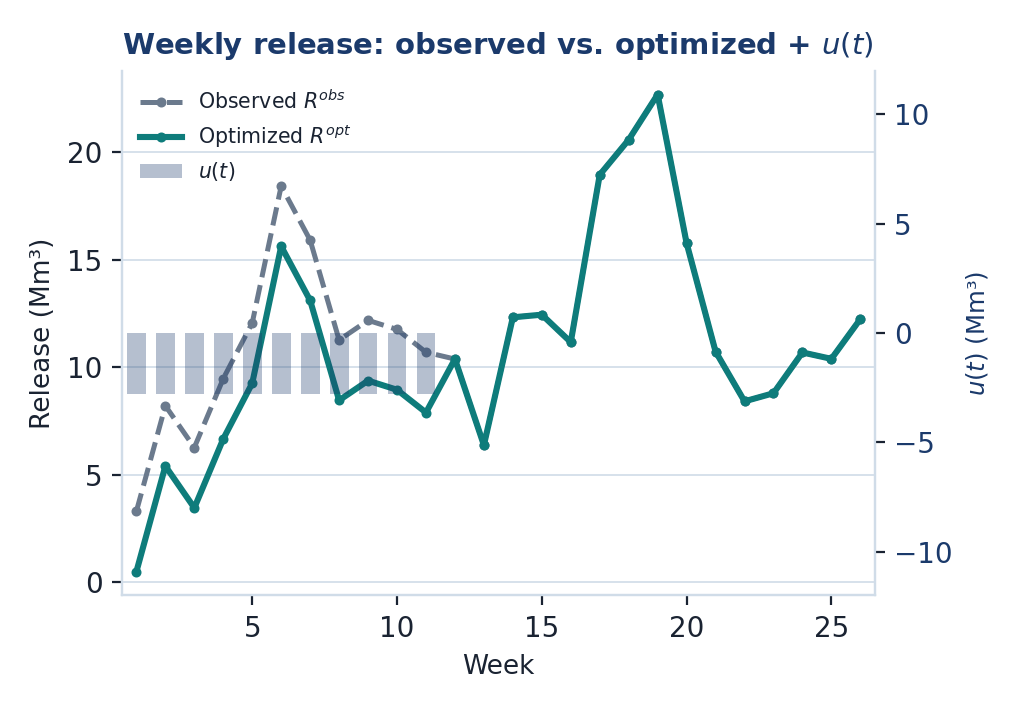 Weekly release: observed vs. optimized + u(t)
Observed R^obs
Optimized R^opt
u(t)
20
15
10
5
0
Release (Mm³)
10
5
0
−5
−10
u(t) (Mm³)
5 10 15 20 25
Week